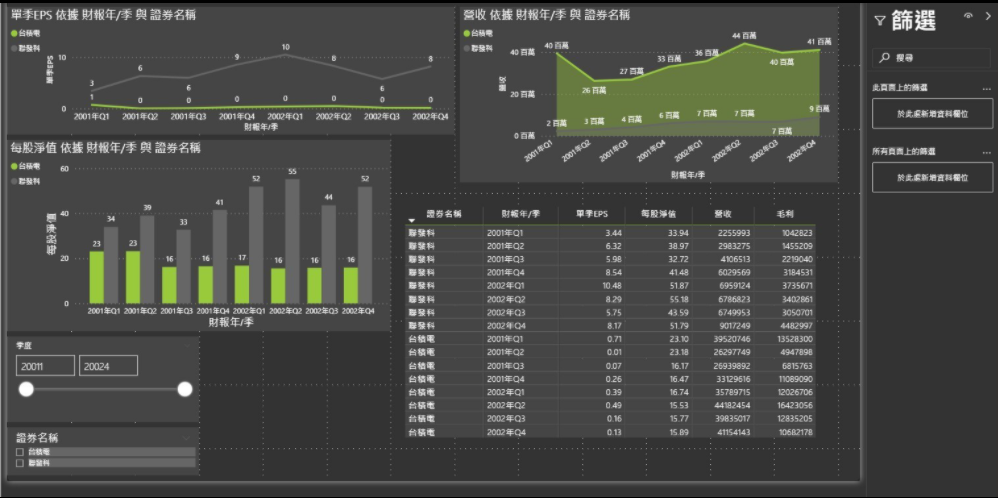 單季EPS 依據 財報年/季 與 證券名稱
台積電
聯發科
單季EPS
10
0
3
6
6
9
10
8
6
8
1
0
0
0
0
0
0
0
2001年Q1 2001年Q2 2001年Q3 2001年Q4 2002年Q1 2002年Q2 2002年Q3 2002年Q4
財報年/季
營收 依據 財報年/季 與 證券名稱
台積電
聯發科
營收
40 百萬
20 百萬
0 百萬
40 百萬
26 百萬
27 百萬
33 百萬
36 百萬
44 百萬
40 百萬
41 百萬
2 百萬
3 百萬
4 百萬
6 百萬
7 百萬
7 百萬
7 百萬
9 百萬
2001年Q1 2001年Q2 2001年Q3 2001年Q4 2002年Q1 2002年Q2 2002年Q3 2002年Q4
財報年/季
每股淨值 依據 財報年/季 與 證券名稱
台積電
聯發科
每股淨值
60
40
20
0
23 34 23 39 16 33 16 41 17 52 16 55 16 44 16 52
2001年Q1 2001年Q2 2001年Q3 2001年Q4 2002年Q1 2002年Q2 2002年Q3 2002年Q4
財報年/季
證券名稱 財報年/季 單季EPS 每股淨值 營收 毛利
聯發科 2001年Q1 3.44 33.94 2255993 1042823
聯發科 2001年Q2 6.32 38.97 2983275 1455209
聯發科 2001年Q3 5.98 32.72 4106513 2219040
聯發科 2001年Q4 8.54 41.48 6029569 3184531
聯發科 2002年Q1 10.48 51.87 6959124 3735671
聯發科 2002年Q2 8.29 55.18 6786823 3402861
聯發科 2002年Q3 5.75 43.59 6749953 3050701
聯發科 2002年Q4 8.17 51.79 9017249 4482997
台積電 2001年Q1 0.71 23.10 39520746 13528300
台積電 2001年Q2 0.01 23.18 26297749 4947898
台積電 2001年Q3 0.07 16.17 26939892 6815763
台積電 2001年Q4 0.26 16.47 33129616 11089090
台積電 2002年Q1 0.39 16.74 35789715 12026706
台積電 2002年Q2 0.49 15.53 44182454 16423056
台積電 2002年Q3 0.16 15.77 39835017 12835205
台積電 2002年Q4 0.13 15.89 41154143 10682178
季度
20011 20024
證券名稱
台積電
聯發科
篩選
搜尋
此頁面上的篩選 ...
於此處新增資料欄位
所有頁面上的篩選 ...
於此處新增資料欄位